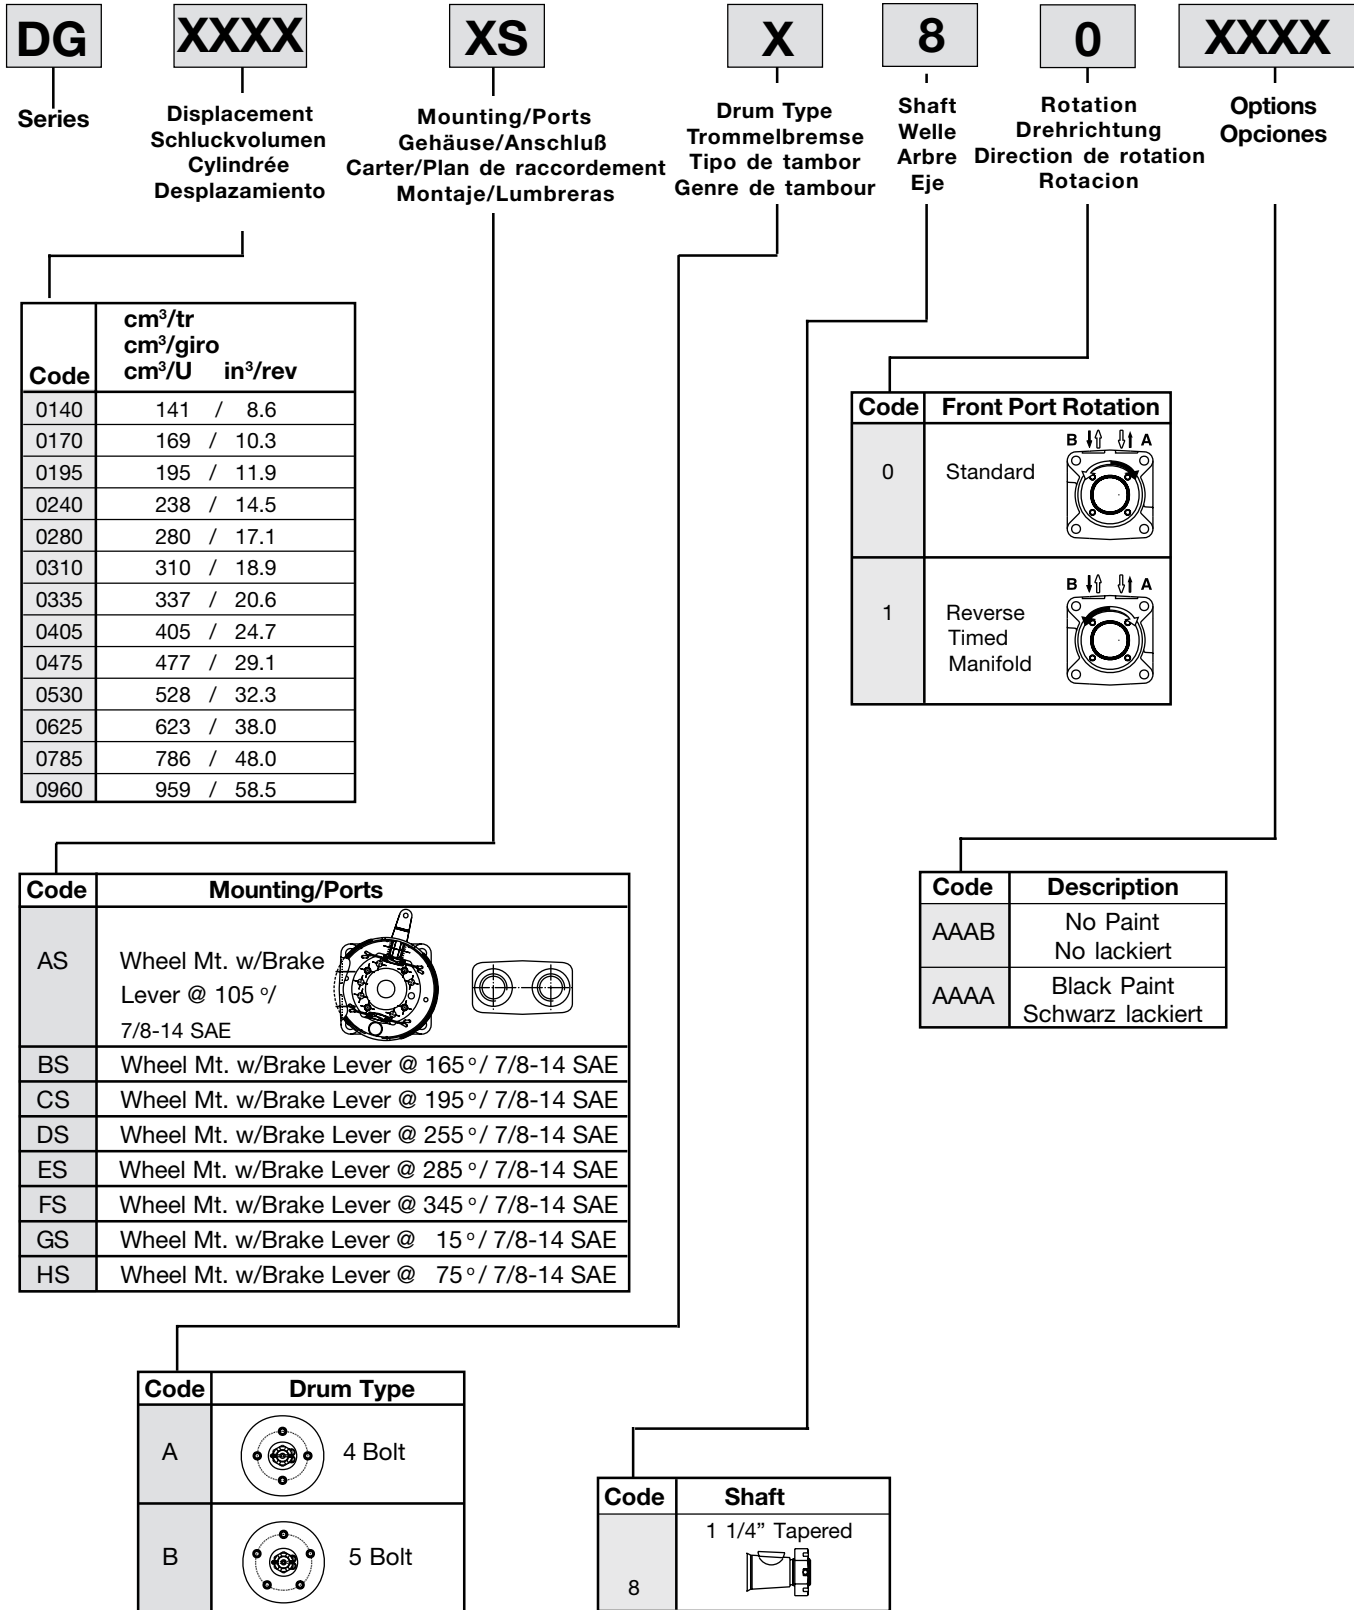 DG XXXX XS X 8 0 XXXX
Series
Displacement
Schluckvolumen
Cylindrée
Desplazamiento
Mounting/Ports
Gehäuse/Anschluß
Carter/Plan de raccordement
Montaje/Lumbreras
Drum Type
Trommelbremse
Tipo de tambor
Genre de tambour
Shaft
Welle
Arbre
Eje
Rotation
Drehrichtung
Direction de rotation
Rotacion
Options
Opciones
cm³/tr
cm³/giro
Code cm³/U in³/rev
0140 141 / 8.6
0170 169 / 10.3
0195 195 / 11.9
0240 238 / 14.5
0280 280 / 17.1
0310 310 / 18.9
0335 337 / 20.6
0405 405 / 24.7
0475 477 / 29.1
0530 528 / 32.3
0625 623 / 38.0
0785 786 / 48.0
0960 959 / 58.5
Code Front Port Rotation
B A
0 Standard
B A
1 Reverse
Timed
Manifold
Code Mounting/Ports
AS Wheel Mt. w/Brake
Lever @ 105 º/
7/8-14 SAE
BS Wheel Mt. w/Brake Lever @ 165 º/ 7/8-14 SAE
CS Wheel Mt. w/Brake Lever @ 195 º/ 7/8-14 SAE
DS Wheel Mt. w/Brake Lever @ 255 º/ 7/8-14 SAE
ES Wheel Mt. w/Brake Lever @ 285 º/ 7/8-14 SAE
FS Wheel Mt. w/Brake Lever @ 345 º/ 7/8-14 SAE
GS Wheel Mt. w/Brake Lever @ 15 º/ 7/8-14 SAE
HS Wheel Mt. w/Brake Lever @ 75 º/ 7/8-14 SAE
Code Description
AAAB No Paint
No lackiert
AAAA Black Paint
Schwarz lackiert
Code Drum Type
A 4 Bolt
B 5 Bolt
Code Shaft
1 1/4” Tapered
8